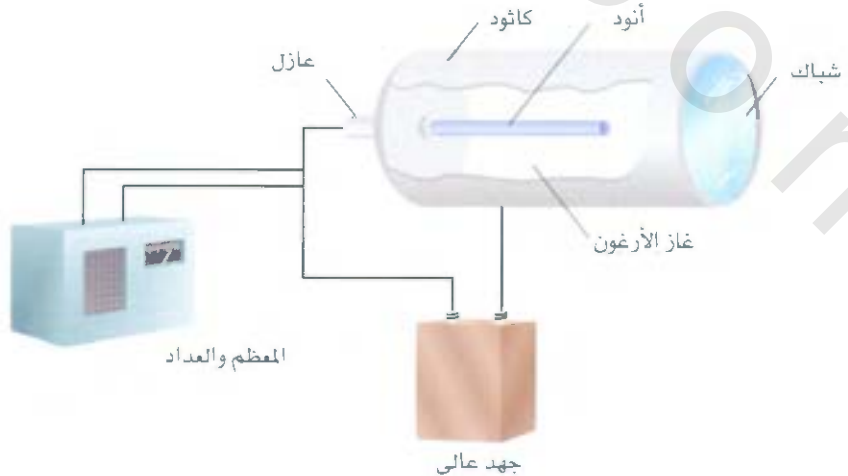 كاثود
أنود
عازل
شباك
غاز الأرغون
المعظم والعداد
جهد عالي